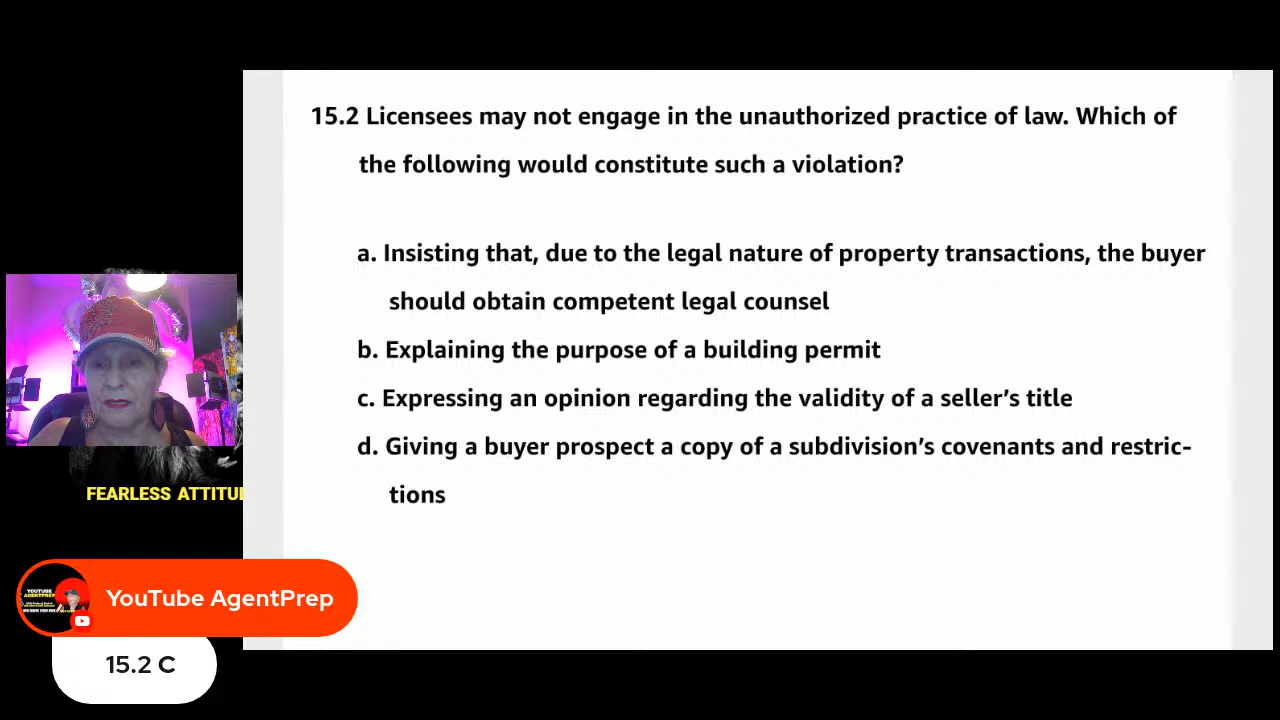 15.2 Licensees may not engage in the unauthorized practice of law. Which of
the following would constitute such a violation?
a. Insisting that, due to the legal nature of property transactions, the buyer
should obtain competent legal counsel
b. Explaining the purpose of a building permit
c. Expressing an opinion regarding the validity of a seller’s title
d. Giving a buyer prospect a copy of a subdivision’s covenants and restric-
tions
FEARLESS ATTITU
YOUTUBE
AGENTPREP
YouTube AgentPrep
15.2 C